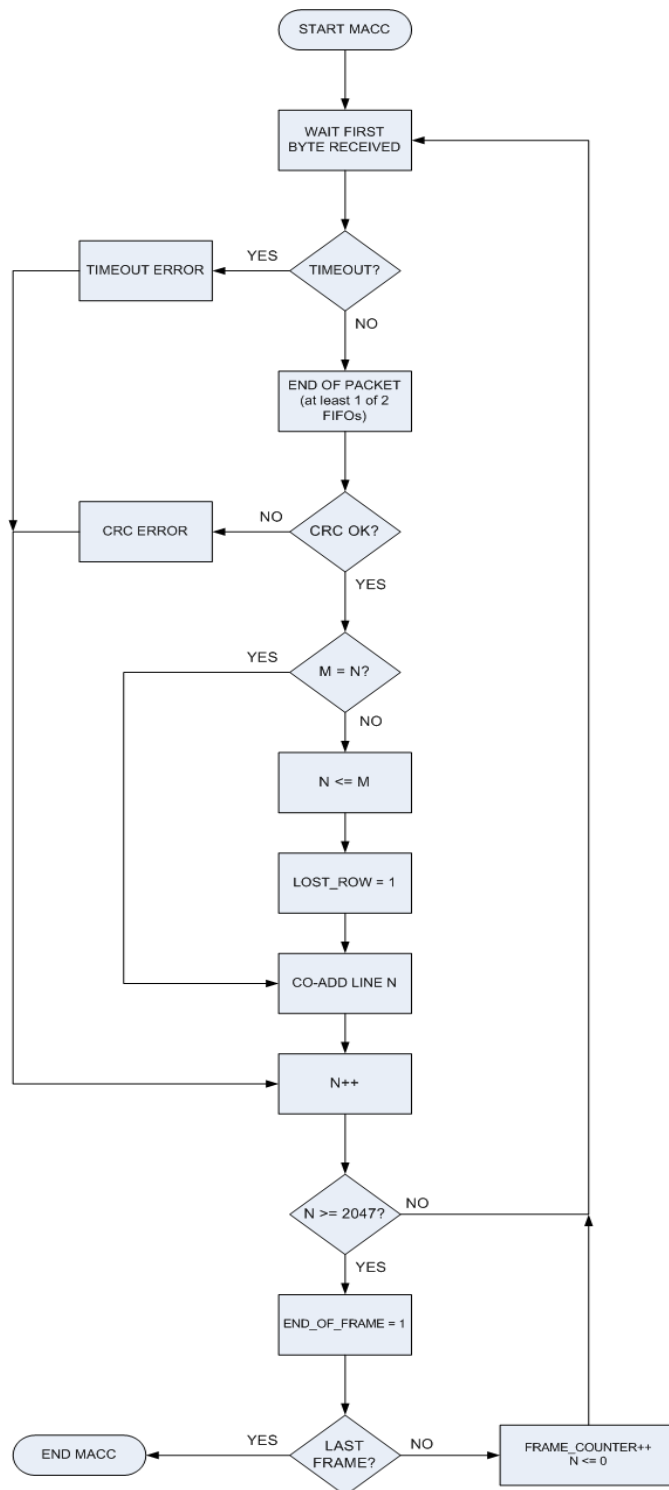 START MACC
WAIT FIRST
BYTE RECEIVED
TIMEOUT?
YES
TIMEOUT ERROR
NO
END OF PACKET
(at least 1 of 2
FIFOs)
CRC OK?
NO
CRC ERROR
YES
M = N?
YES
NO
N <= M
LOST_ROW = 1
CO-ADD LINE N
N++
N >= 2047?
NO
YES
END_OF_FRAME = 1
LAST
FRAME?
YES
END MACC
NO
FRAME_COUNTER++
N <= 0